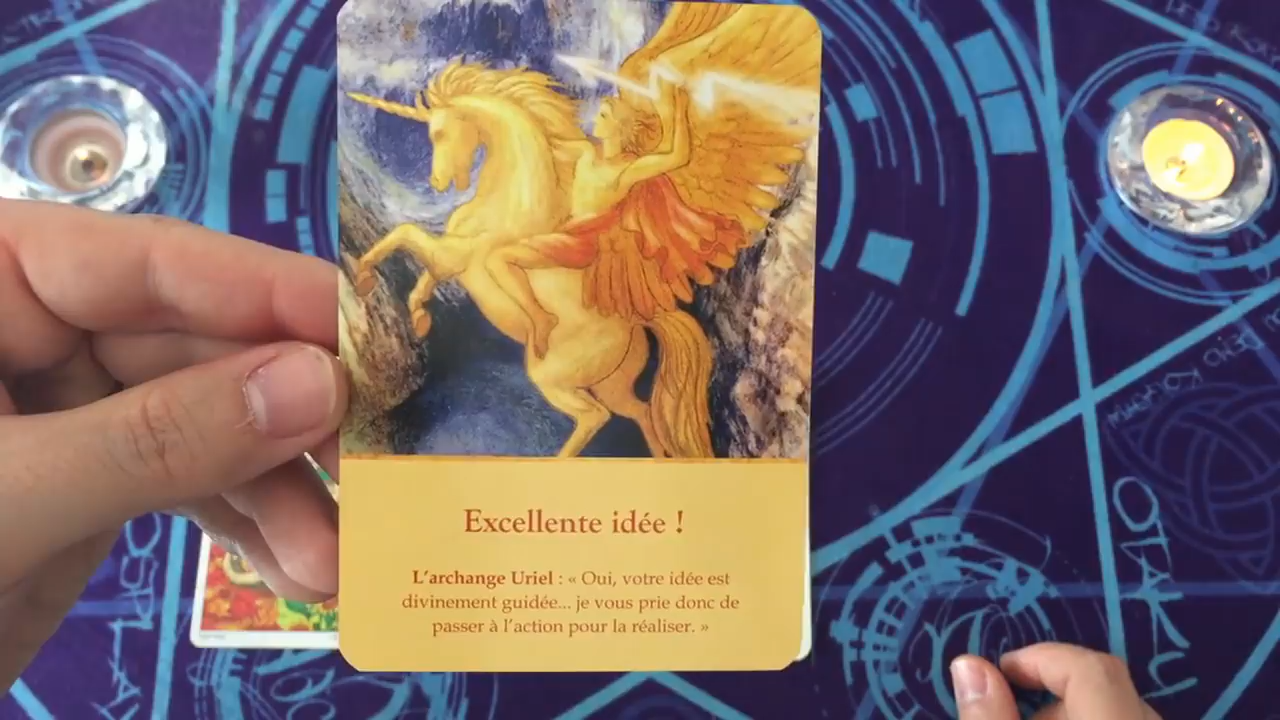 Excellente idée !
L'archange Uriel : « Oui, votre idée est
divinement guidée... je vous prie donc de
passer à l'action pour la réaliser. »
OTAKU